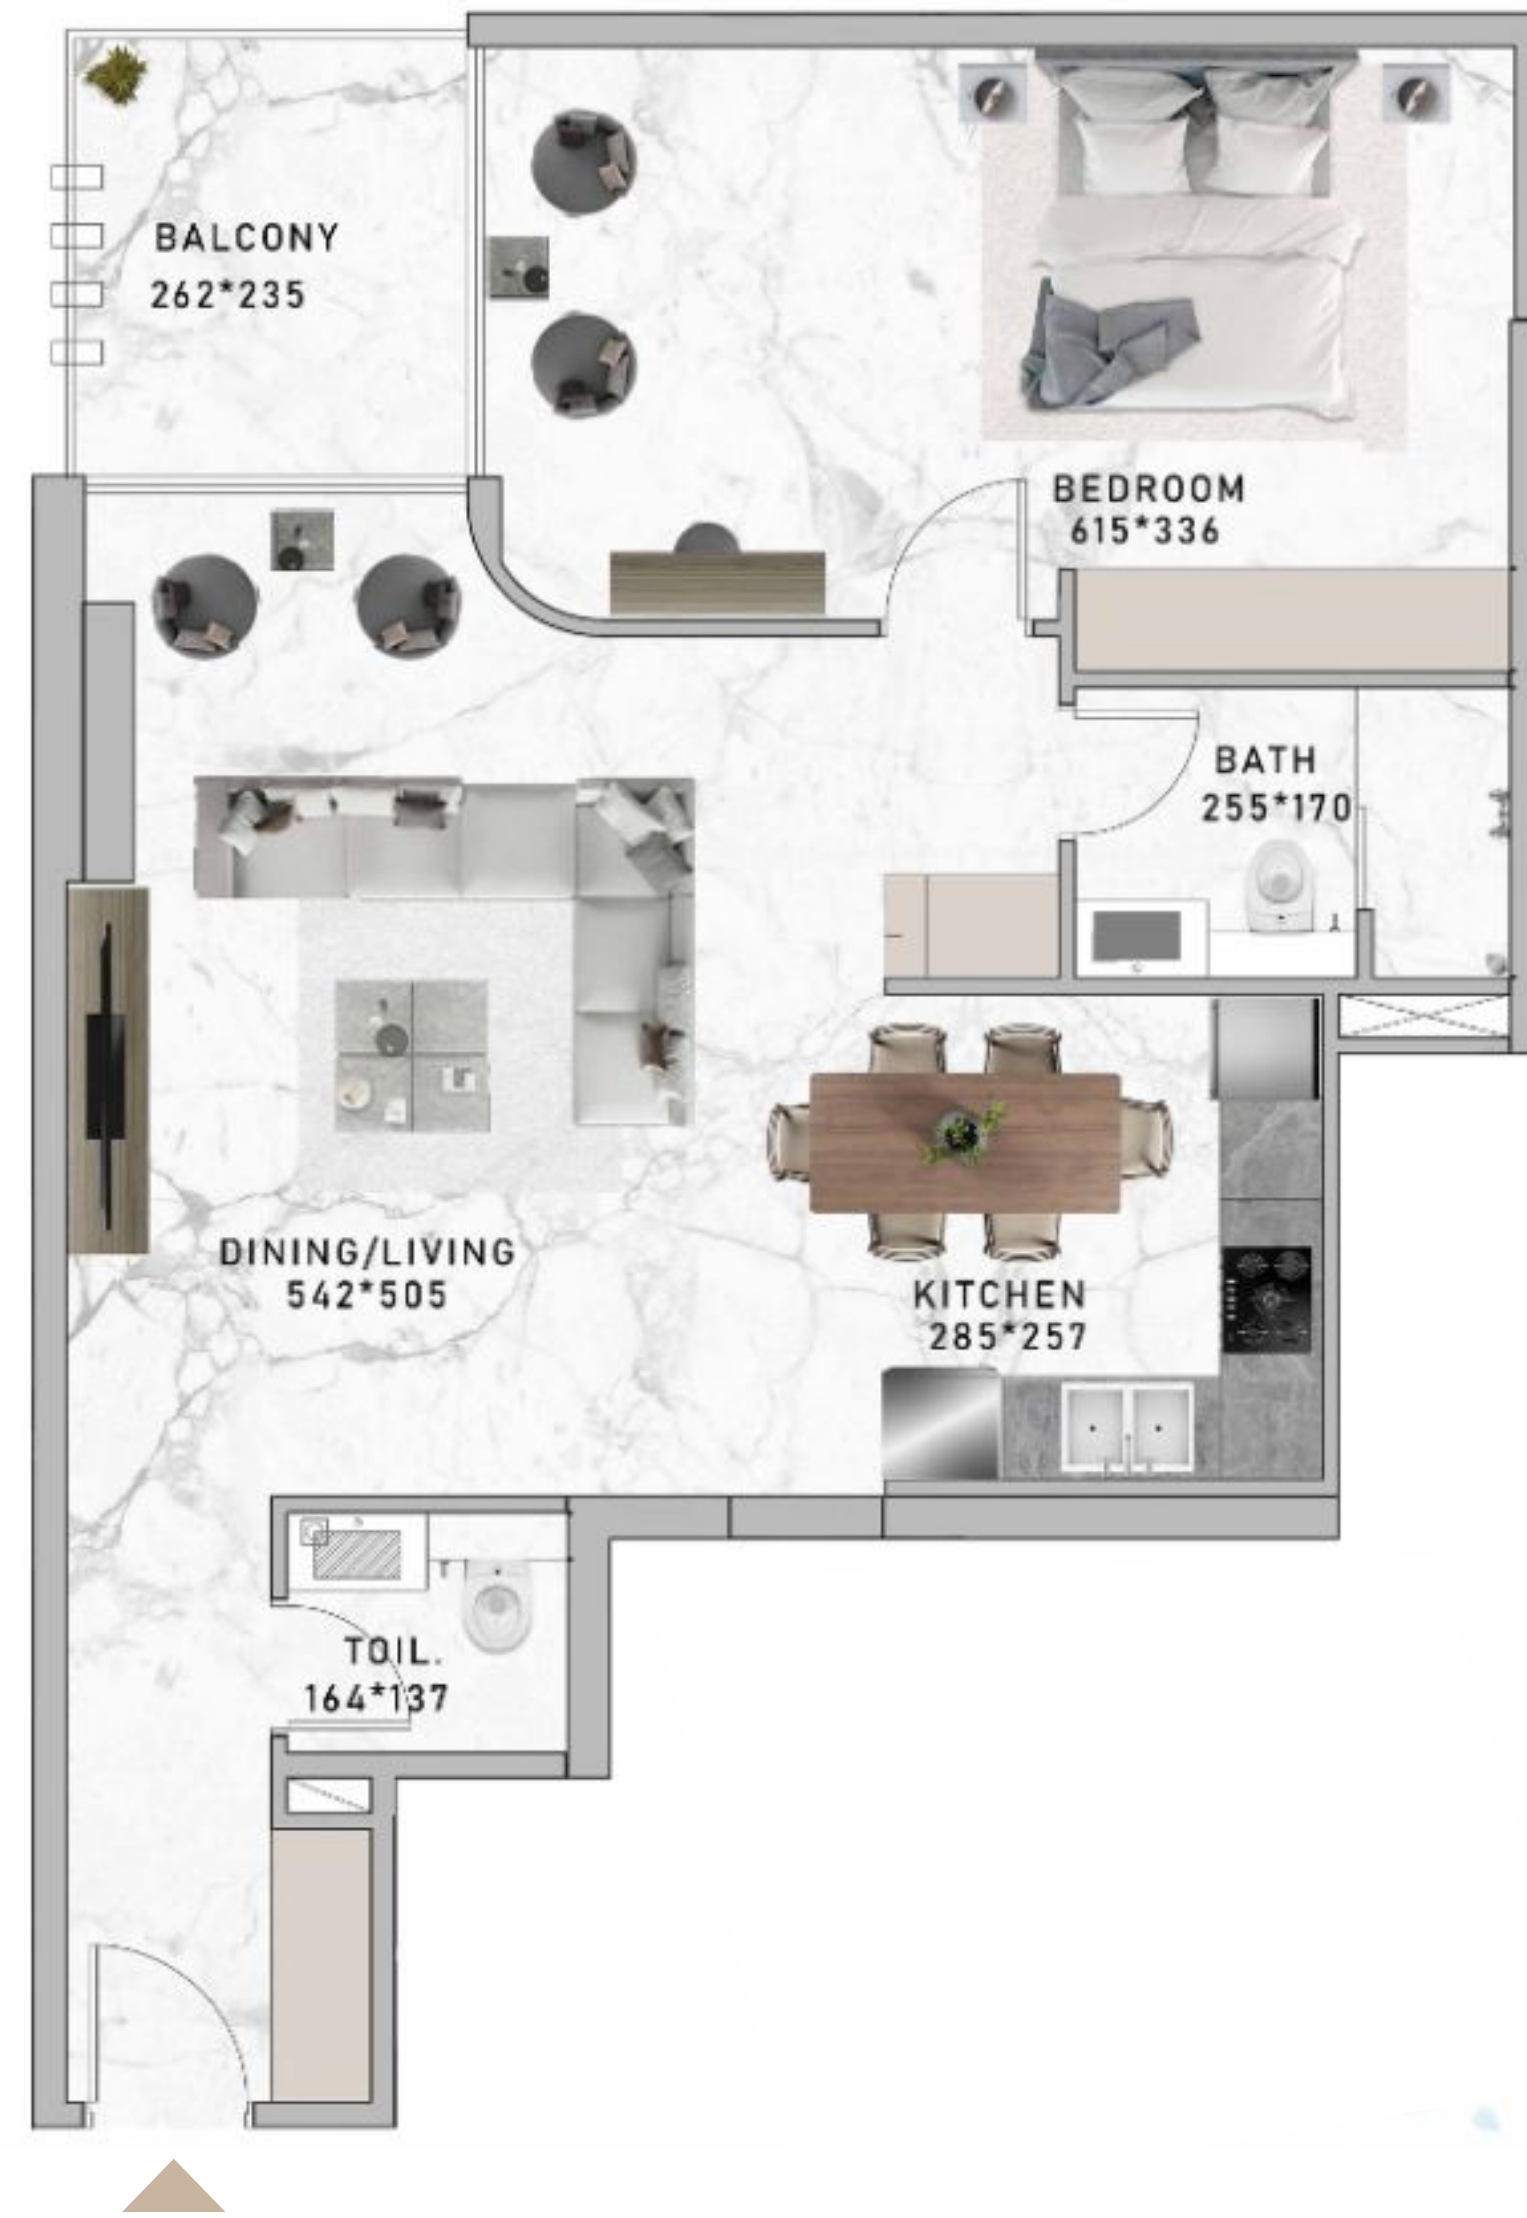 BALCONY
262*235
BEDROOM
615*336
BATH
255*170
DINING/LIVING
542*505
KITCHEN
285*257
TOIL.
164*137